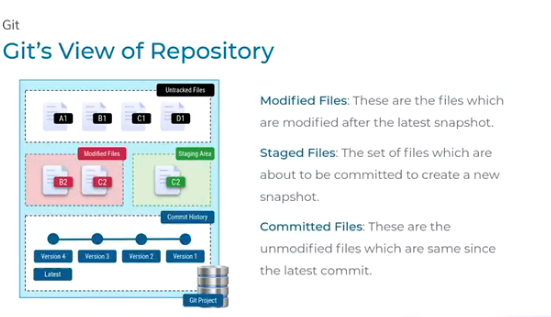 Git
Git's View of Repository
Untracked Files
A1 B1 C1 D1
Modified Files
B2 C2
Staging Area
C2
Commit History
Version 4 Version 3 Version 2 Version 1
Latest
Git Project
Modified Files: These are the files which
are modified after the latest snapshot.
Staged Files: The set of files which are
about to be committed to create a new
snapshot.
Committed Files: These are the
unmodified files which are same since
the latest commit.